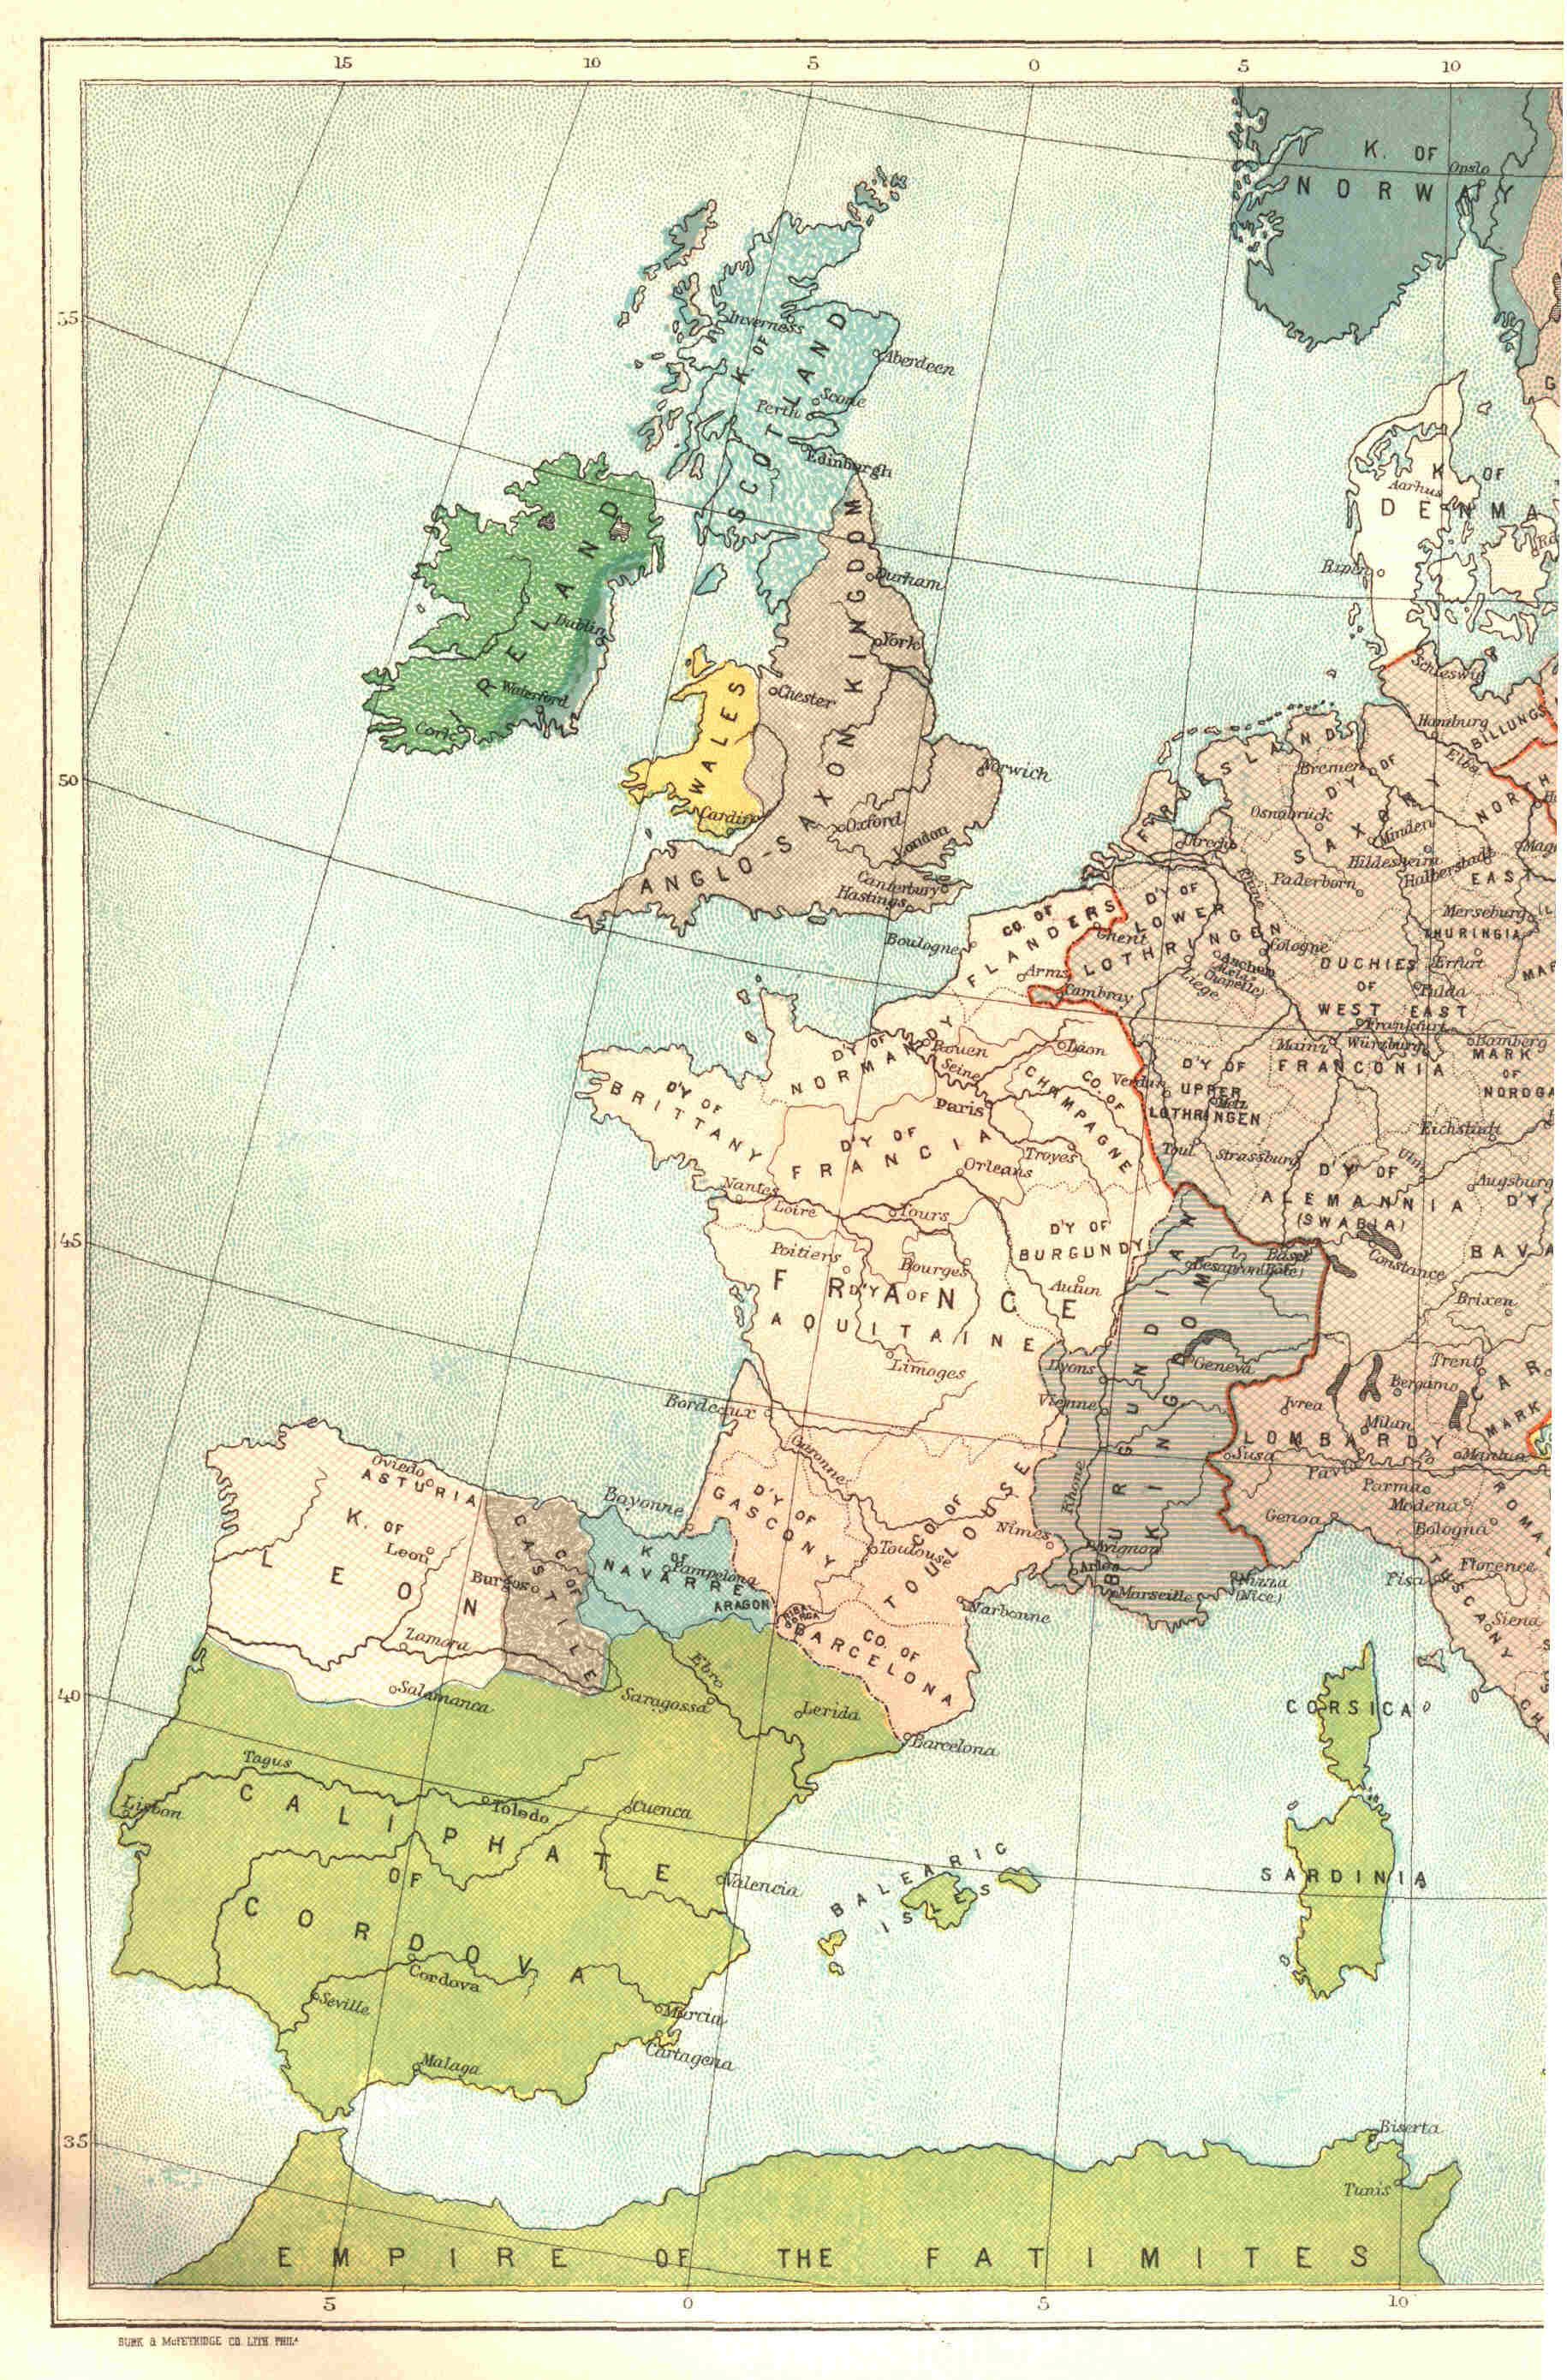 15 10 5 0 5 10
K. OF
NORWAY
Opslo
55
Inverness
K. OF
SCOTLAND
Aberdeen
Scone
Perth
Edinburgh
K OF
Aarhus
DENMA
Ripen
IRELAND
Dublin
Waterford
Cork
ANGLO-SAXON KINGDOM
Durham
York
Chester
WALES
Cardiff
Norwich
Oxford
London
Canterbury
Hastings
50
Schleswig
Hamburg
BILLUNGS
Elbe
FRIESLANDS
Bremen
D'Y OF
SAXONY
NORTH
Osnabrück
Minden
Utrecht
Hildesheim
Halberstadt
Mag
Rhine
Paderborn
EAST
Merseburg
THURINGIA
CO. OF
FLANDERS
Ghent
D'Y OF
LOWER
LOTHRINGEN
Cologne
Aachen
Chapelle)
Liege
Boulogne
Arms
Cambray
DUCHIES
OF
WEST EAST
FRANCONIA
Erfurt
Fulda
MAR
Frankfurt
Mainz
Würzburg
Bamberg
MARK
OF
NORDGA
D'Y OF
NORMANDY
Rouen
Seine
Laon
Paris
CO. OF
CHAMPAGNE
Verdun
D'Y OF
UPPER
LOTHRINGEN
Metz
D'Y OF
BRITTANY
D'Y OF
FRANCIA
Troyes
Orleans
Toul
Strassburg
Ulm
Eichstadt
Augsburg
D'Y OF
ALEMANNIA
(SWABIA)
D'Y
BAVA
Nantes
Loire
Tours
45
Poitiers
Bourges
D'Y OF
BURGUNDY
Autun
Besançon
Basel
(Bâle)
Constance
Brixen
FRANCE
D'Y OF
AQUITAINE
Limoges
Lyons
Vienne
Geneva
BURGUNDIAN
KINGDOM
Trent
Bergamo
Ivrea
Milan
CAR
MARK
LOMBARDY
Susa
Pavia
Mantua
Parma
Modena
Genoa
Bologna
ROMA
Bordeaux
Garonne
D'Y OF
GASCONY
CO. OF
TOULOUSE
Toulouse
Nimes
Rhone
Avignon
Arles
Marseille
Nizza
(Nice)
Florence
Pisa
TUSCANY
Siena
Oviedo
ASTURIA
K. OF
LEON
Leon
CO. OF
CASTILE
Burgos
Bayonne
K OF
NAVARRE
Pampelona
ARAGON
RIBA-
GORCA
Narbonne
CO. OF
BARCELONA
Zamora
Salamanca
Ebro
Saragossa
Lerida
Barcelona
40
CORSICA
Tagus
Lisbon
Toledo
Cuenca
CALIPHATE
OF
CORDOVA
Valencia
BALEARIC
ISLES
SARDINIA
Cordova
Seville
Murcia
Cartagena
Malaga
35
Biserta
Tunis
EMPIRE OF THE FATIMITES
5 0 5 10
BURK & McFETRIDGE CO. LITH. PHILA